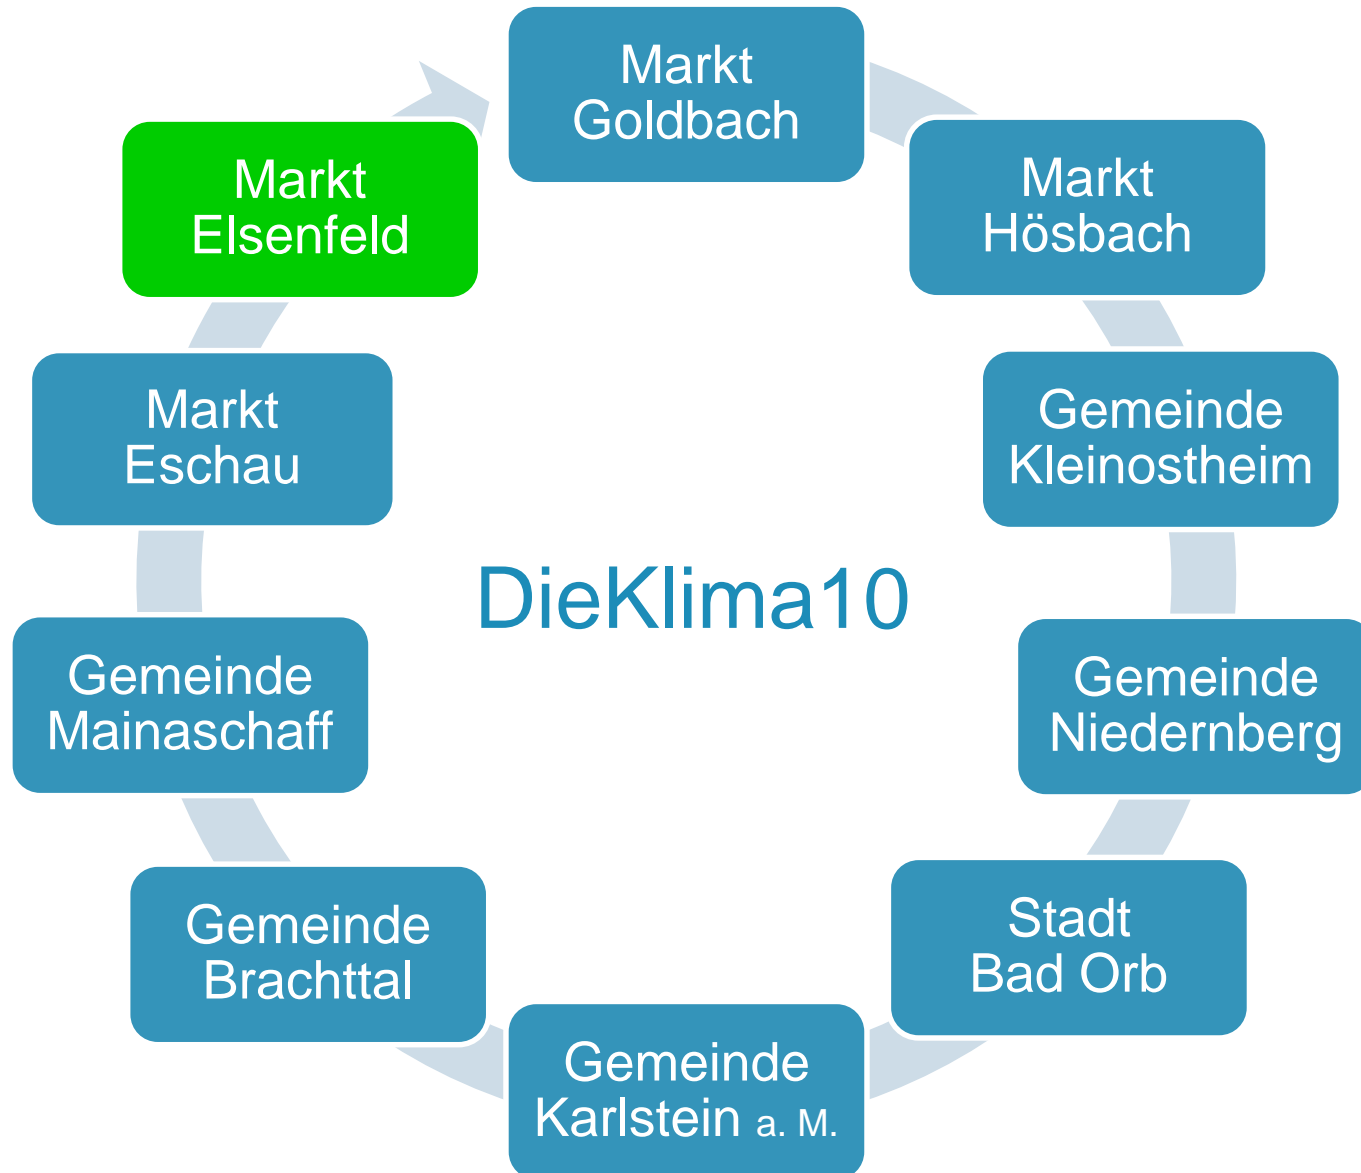 Markt
Goldbach
Markt
Hösbach
Gemeinde
Kleinostheim
Gemeinde
Niedernberg
Stadt
Bad Orb
Gemeinde
Karlstein a. M.
Gemeinde
Brachttal
Gemeinde
Mainaschaff
Markt
Eschau
Markt
Elsenfeld
DieKlima10